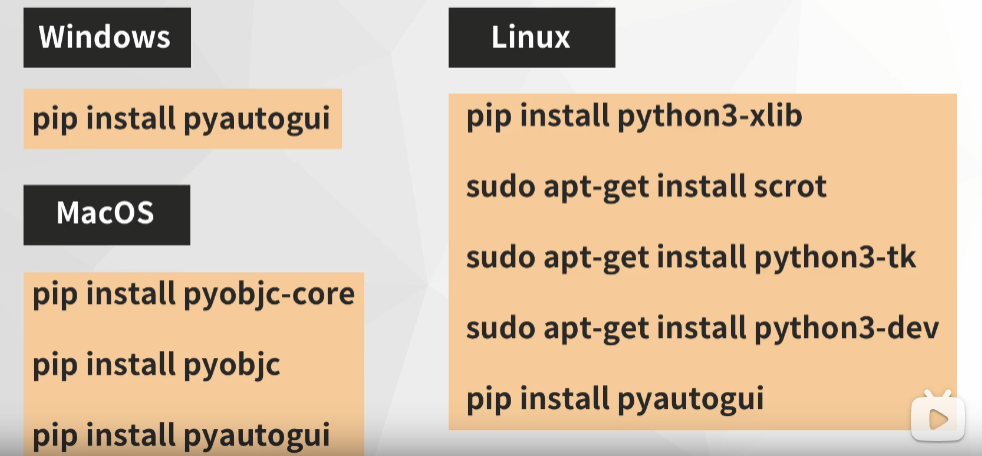 Windows
pip install pyautogui
MacOS
pip install pyobjc-core
pip install pyobjc
pip install pyautogui
Linux
pip install python3-xlib
sudo apt-get install scrot
sudo apt-get install python3-tk
sudo apt-get install python3-dev
pip install pyautogui